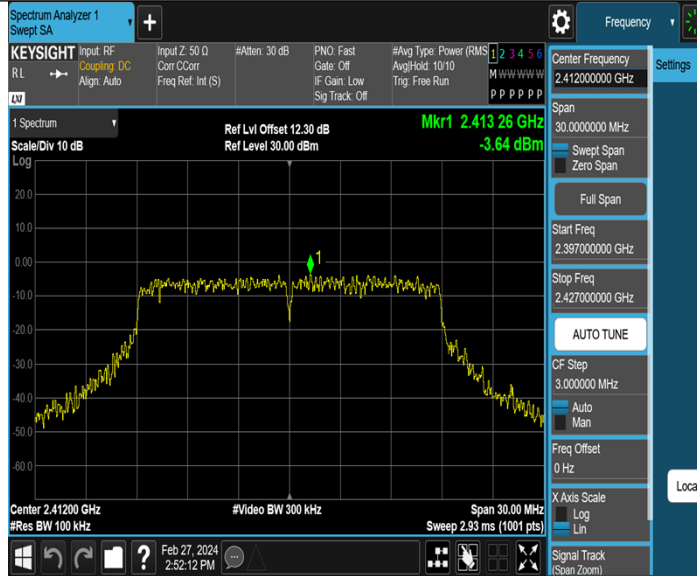 Spectrum Analyzer 1
Swept SA
+
Frequency
KEYSIGHT
RL
LXI
Input: RF
Coupling: DC
Align: Auto
Input Z: 50 Ω
Corr CCorr
Freq Ref: Int (S)
#Atten: 30 dB
PNO: Fast
Gate: Off
IF Gain: Low
Sig Track: Off
#Avg Type: Power (RMS
Avg|Hold: 10/10
Trig: Free Run
1 2 3 4 5 6
M W W W W W
P P P P P P
Center Frequency
2.412000000 GHz
Settings
Span
30.0000000 MHz
Swept Span
Zero Span
Full Span
Start Freq
2.397000000 GHz
Stop Freq
2.427000000 GHz
AUTO TUNE
CF Step
3.000000 MHz
Auto
Man
Freq Offset
0 Hz
X Axis Scale
Log
Lin
Signal Track
(Span Zoom)
Loca
1 Spectrum
Scale/Div 10 dB
Log
Ref Lvl Offset 12.30 dB
Ref Level 30.00 dBm
Mkr1 2.413 26 GHz
-3.64 dBm
20.0
10.0
0.00
1
-10.0
-20.0
-30.0
-40.0
-50.0
-60.0
Center 2.41200 GHz
#Res BW 100 kHz
#Video BW 300 kHz
Span 30.00 MHz
Sweep 2.93 ms (1001 pts)
?
Feb 27, 2024
2:52:12 PM